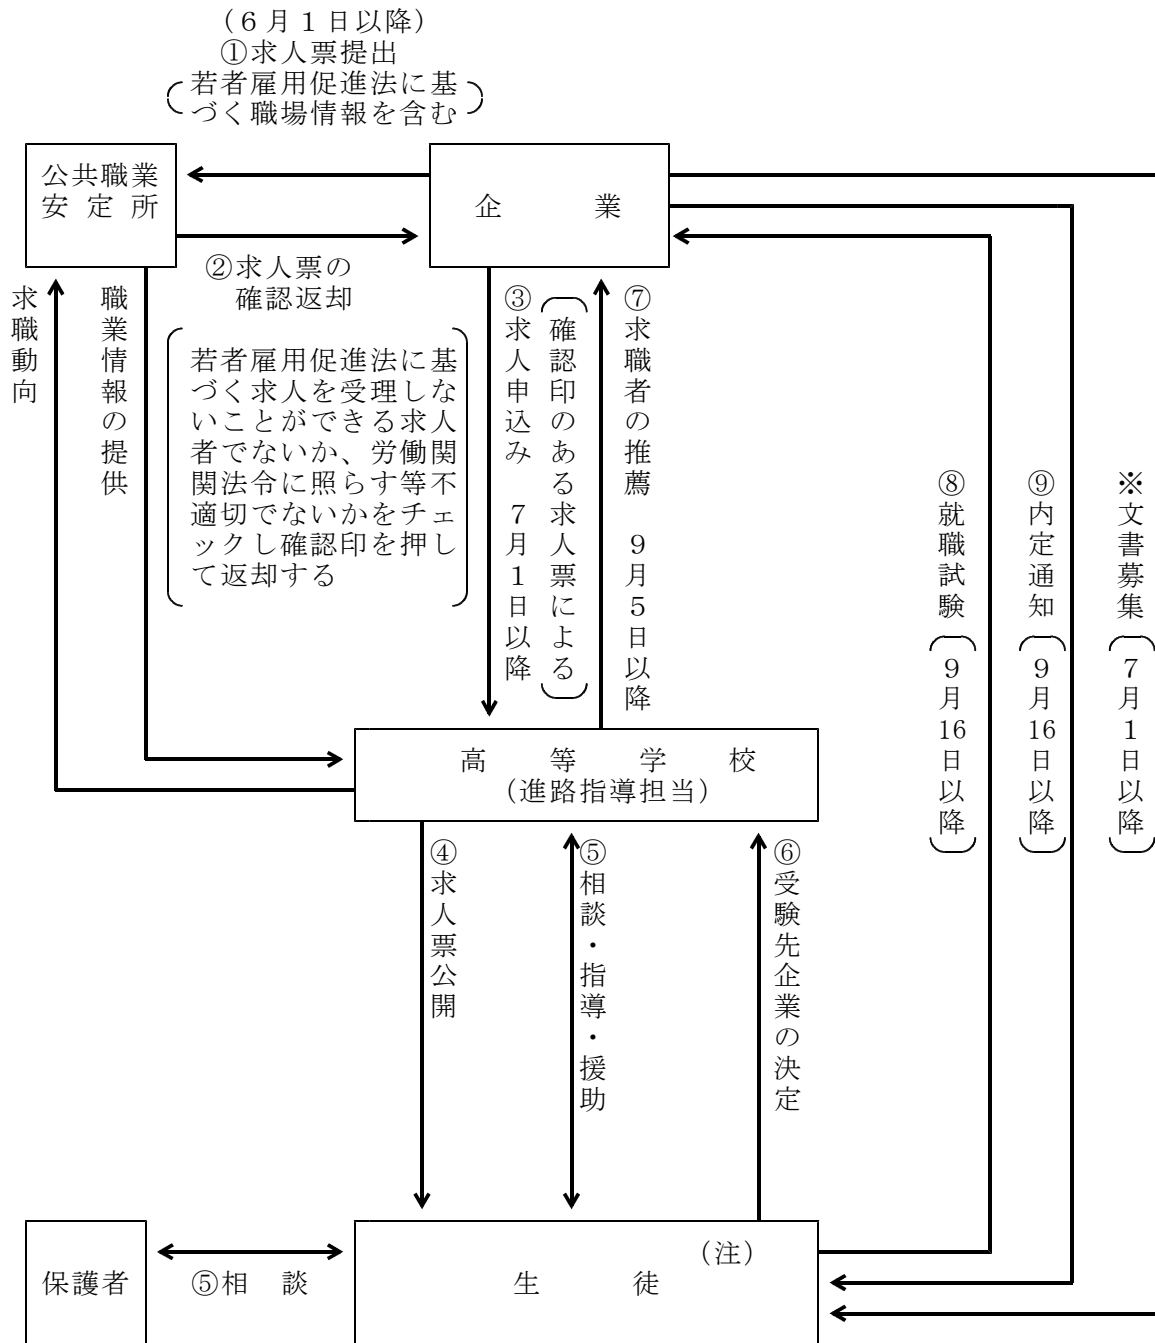 (6月1日以降)
①求人票提出
若者雇用促進法に基
づく職場情報を含む
公共職業
安定所
企業
②求人票の
確認返却
若者雇用促進法に基
づく求人を受理しな
いことができる求人
者でないか、労働関
関法令に照らす等不
適切でないかをチェ
ックし確認印を押し
て返却する
求職動向
職業情報の提供
③求人申込み 7月1日以降
(確認印のある求人票による)
⑦求職者の推薦 9月5日以降
⑧就職試験(9月16日以降)
⑨内定通知(9月16日以降)
※文書募集(7月1日以降)
高等学校
(進路指導担当)
④求人票公開
⑤相談・指導・援助
⑥受験先企業の決定
保護者
⑤相談
(注)
生徒